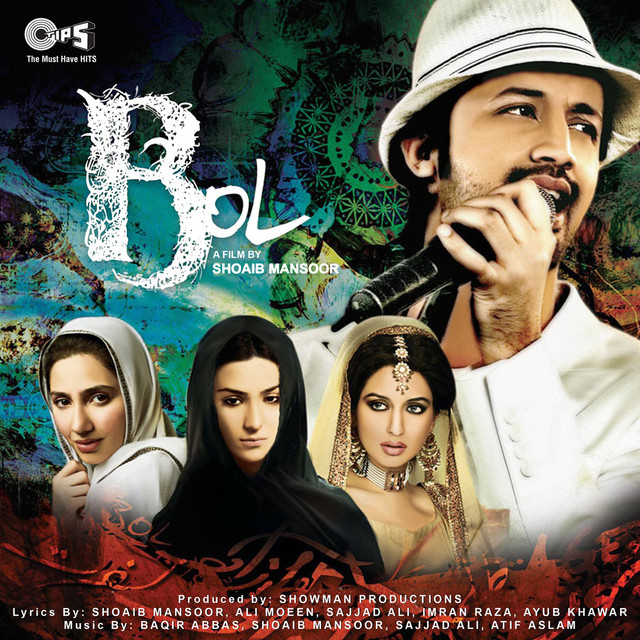 TIPS
The Must Have HITS
BOL
A FILM BY
SHOAIB MANSOOR
BOL
Produced by: SHOWMAN PRODUCTIONS
Lyrics By: SHOAIB MANSOOR, ALI MOEEN, SAJJAD ALI, IMRAN RAZA, AYUB KHAWAR
Music By: BAQIR ABBAS, SHOAIB MANSOOR, SAJJAD ALI, ATIF ASLAM